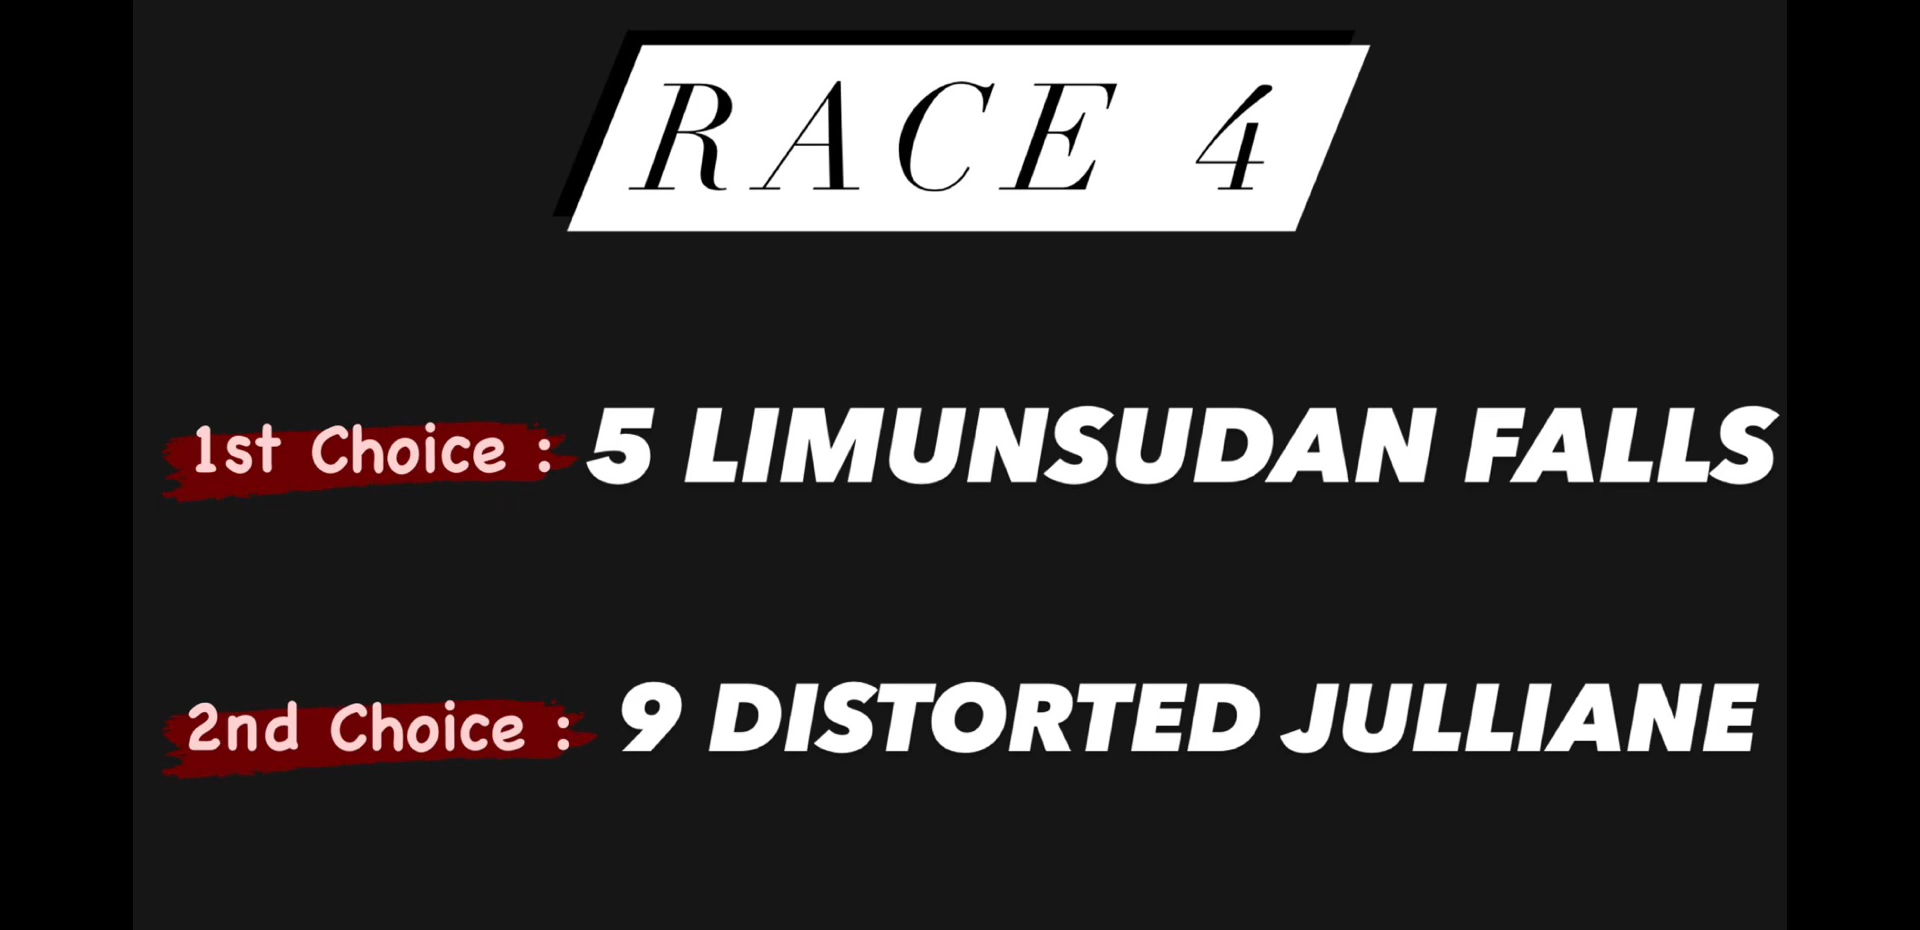 RACE 4
1st Choice : 5 LIMUNSUDAN FALLS
2nd Choice : 9 DISTORTED JULLIANE